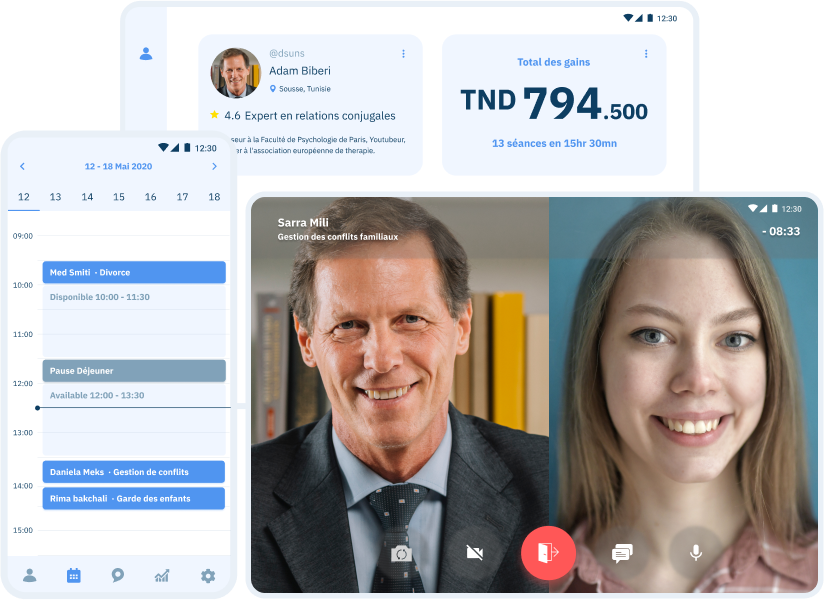 12:30
@dsuns
Adam Biberi
Sousse, Tunisie
4.6 Expert en relations conjugales
seur à la Faculté de Psychologie de Paris, Youtubeur,
à l'association européenne de therapie.
Total des gains
TND 794.500
13 séances en 15hr 30mn
12:30
12 - 18 Mai 2020
12 13 14 15 16 17 18
09:00
Med Smiti · Divorce
10:00
Disponible 10:00 - 11:30
11:00
Pause Déjeuner
12:00
Available 12:00 - 13:30
13:00
Daniela Meks · Gestion de conflits
14:00
Rima bakchali · Garde des enfants
15:00
Sarra Mili
Gestion des conflits familiaux
12:30
- 08:33